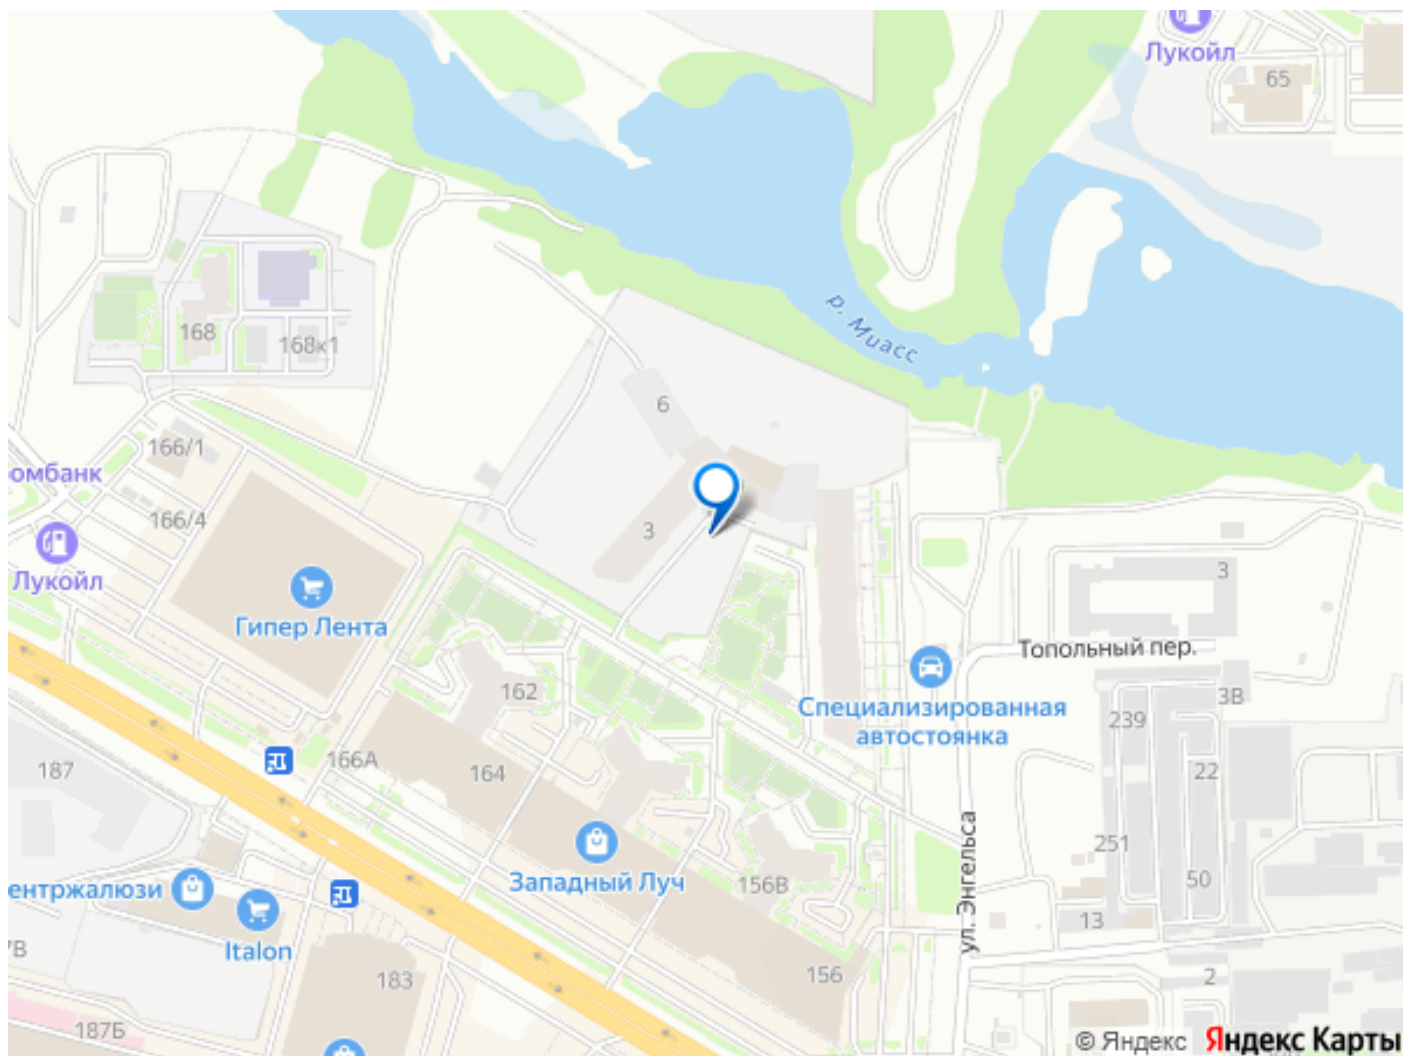 Лукойл
65
р. Миасс
168
168к1
6
166/1
омбанк
166/4
3
Лукойл
3
Гипер Лента
Топольный пер.
162
3В
Специализированная
автостоянка
239
166А
187
164
22
ул. Энгельса
251
Западный Луч
156В
50
ентржалюзи
13
7В
Italon
183
156
2
187Б
© Яндекс Яндекс Карты